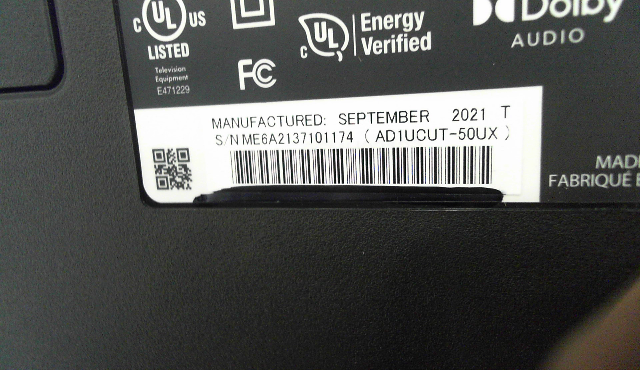 c UL US
LISTED
Television
Equipment
E471229
FC
c UL
Energy
Verified
Dolby
AUDIO
MANUFACTURED: SEPTEMBER 2021 T
S/N ME6A2137101174 ( AD1UCUT-50UX )
MAD
FABRIQUÉ E